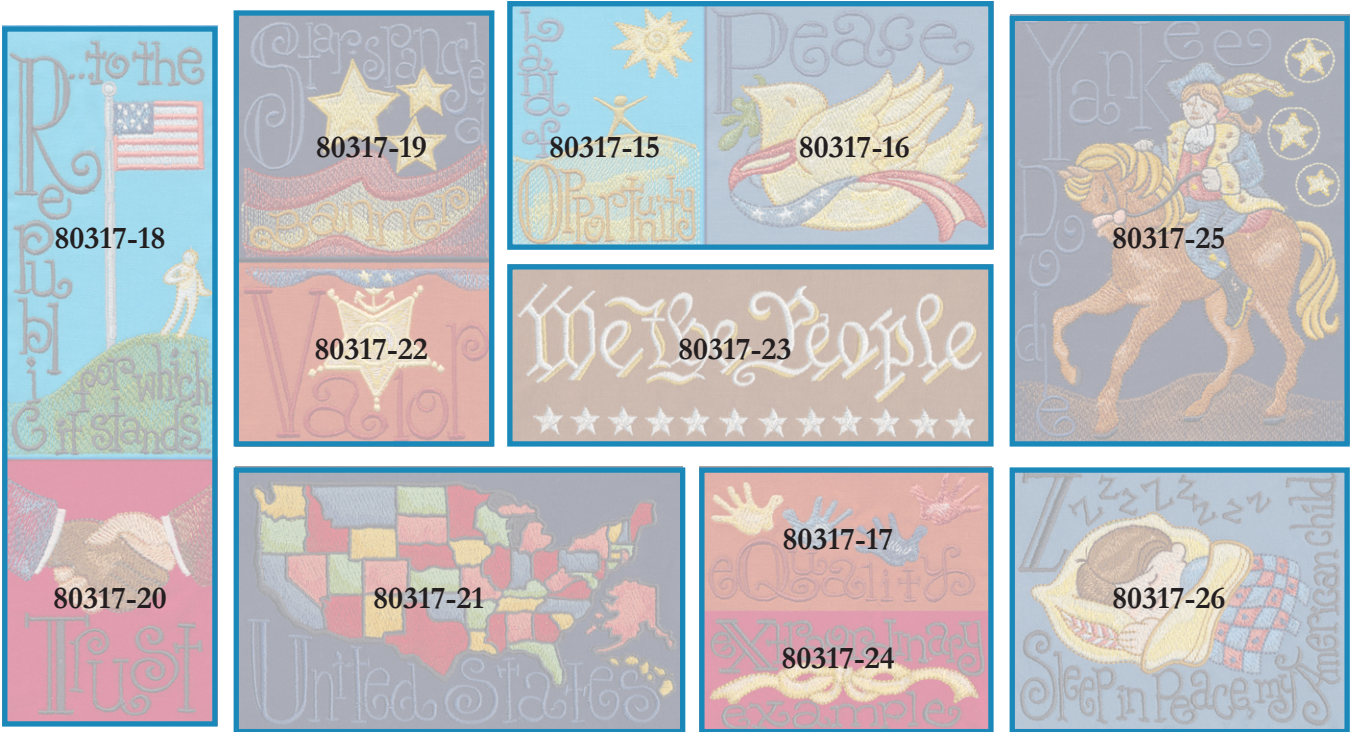 ...to the
Republic
80317-18
for which
it stands...
80317-20
Trust
Star Spangled
80317-19
Banner
80317-22
Valor
Land of
80317-15
Opportunity
Peace
80317-16
80317-23
We the People
Yankee
80317-25
Doodle
80317-21
United States
80317-17
eQuality
eXtraordinary
80317-24
example
Z z z z z z z z
80317-26
Sleep in Peace, my American child